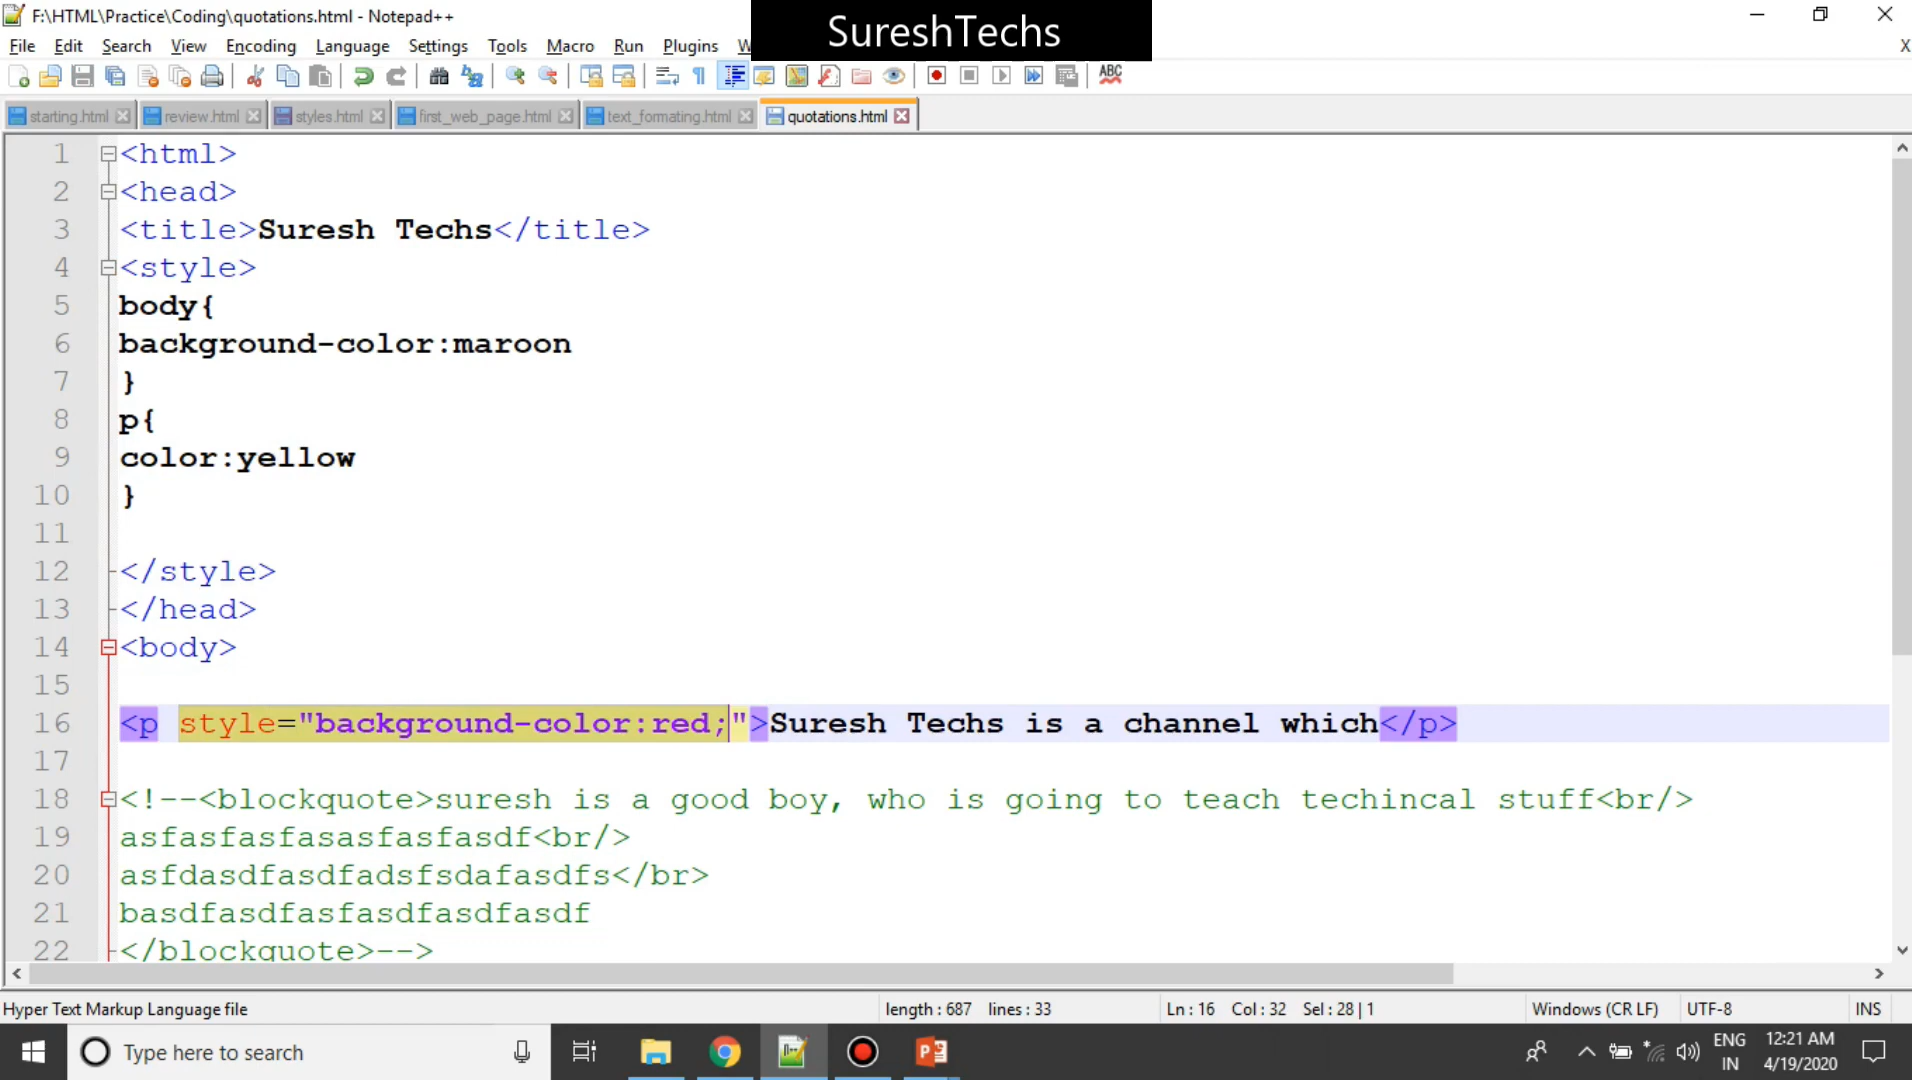 F:\HTML\Practice\Coding\quotations.html - Notepad++
SureshTechs
File Edit Search View Encoding Language Settings Tools Macro Run Plugins W
X
ABC
starting.html review.html styles.html first_web_page.html text_formating.html quotations.html
1 <html>
2 <head>
3 <title>Suresh Techs</title>
4 <style>
5 body{
6 background-color:maroon
7 }
8 p{
9 color:yellow
10 }
11
12 </style>
13 </head>
14 <body>
15
16 <p style="background-color:red;">Suresh Techs is a channel which</p>
17
18 <!--<blockquote>suresh is a good boy, who is going to teach techincal stuff<br/>
19 asfasfasfasasfasfasfasdf<br/>
20 asfdasdfasdfadsfsdafasdfs</br>
21 basdfasdfasfasdfasdfasdf
22 </blockquote>-->
Hyper Text Markup Language file length : 687 lines : 33 Ln : 16 Col : 32 Sel : 28 | 1 Windows (CR LF) UTF-8 INS
Type here to search
ENG
IN
12:21 AM
4/19/2020